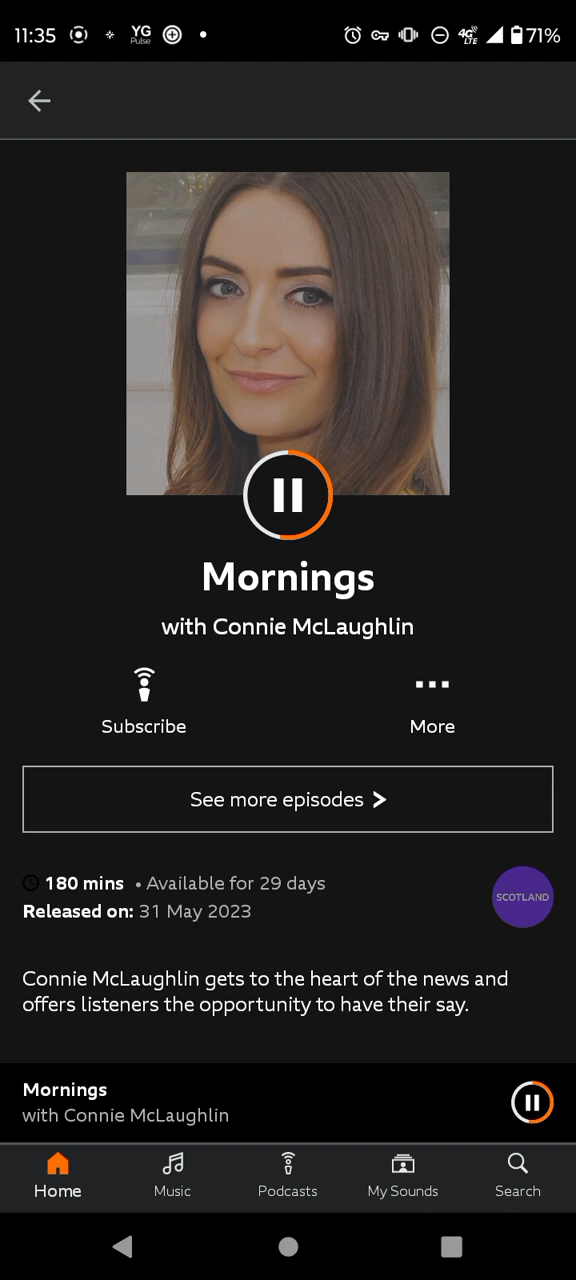 11:35 YG 4G 71%
Pulse LTE
Mornings
with Connie McLaughlin
Subscribe More
See more episodes
180 mins • Available for 29 days
Released on: 31 May 2023
SCOTLAND
Connie McLaughlin gets to the heart of the news and
offers listeners the opportunity to have their say.
Mornings
with Connie McLaughlin
Home Music Podcasts My Sounds Search